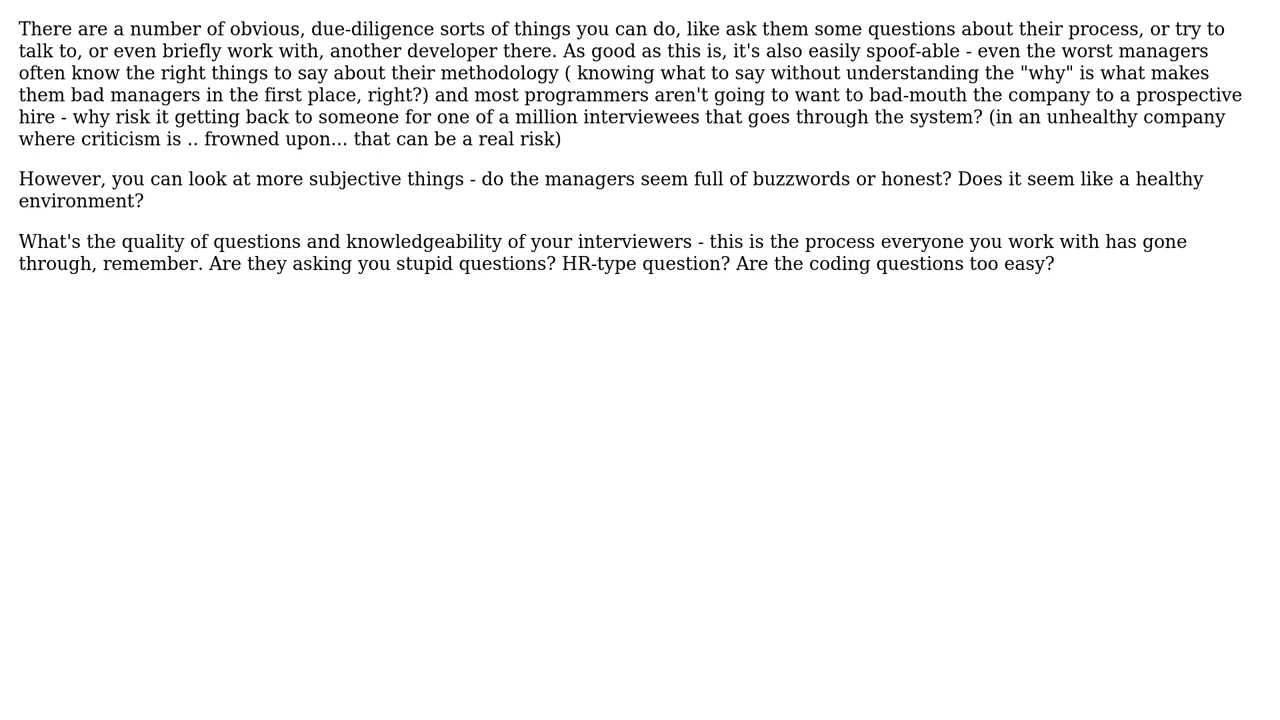 There are a number of obvious, due-diligence sorts of things you can do, like ask them some questions about their process, or try to
talk to, or even briefly work with, another developer there. As good as this is, it's also easily spoof-able - even the worst managers
often know the right things to say about their methodology ( knowing what to say without understanding the "why" is what makes
them bad managers in the first place, right?) and most programmers aren't going to want to bad-mouth the company to a prospective
hire - why risk it getting back to someone for one of a million interviewees that goes through the system? (in an unhealthy company
where criticism is .. frowned upon... that can be a real risk)
However, you can look at more subjective things - do the managers seem full of buzzwords or honest? Does it seem like a healthy
environment?
What's the quality of questions and knowledgeability of your interviewers - this is the process everyone you work with has gone
through, remember. Are they asking you stupid questions? HR-type question? Are the coding questions too easy?